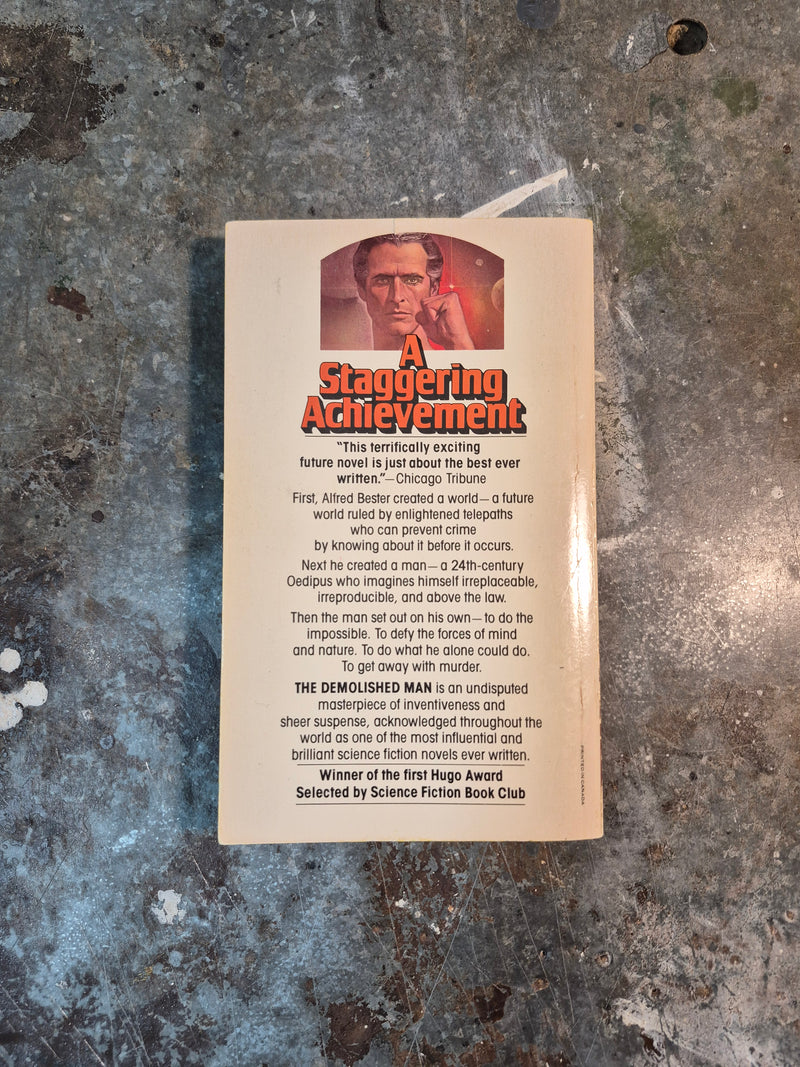 A
Staggering
Achievement
"This terrifically exciting
future novel is just about the best ever
written."—Chicago Tribune
First, Alfred Bester created a world—a future
world ruled by enlightened telepaths
who can prevent crime
by knowing about it before it occurs.
Next he created a man—a 24th-century
Oedipus who imagines himself irreplaceable,
irreproducible, and above the law.
Then the man set out on his own—to do the
impossible. To defy the forces of mind
and nature. To do what he alone could do.
To get away with murder.
THE DEMOLISHED MAN is an undisputed
masterpiece of inventiveness and
sheer suspense, acknowledged throughout the
world as one of the most influential and
brilliant science fiction novels ever written.
Winner of the first Hugo Award
Selected by Science Fiction Book Club
PRINTED IN CANADA